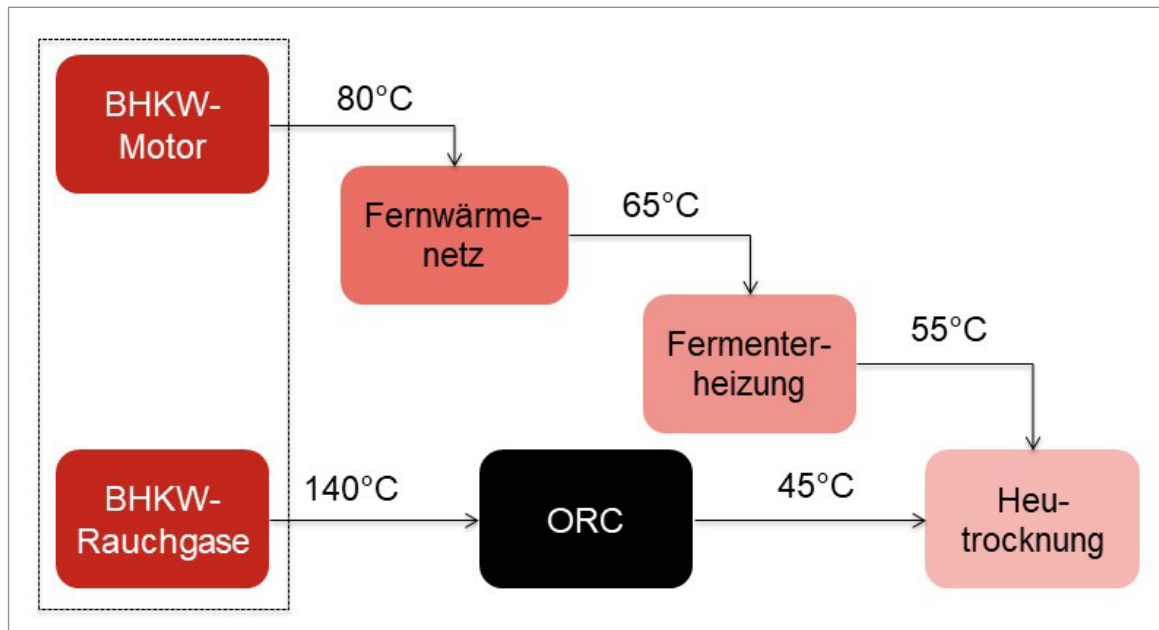 BHKW-
Motor
80°C
Fernwärme-
netz
65°C
Fermenter-
heizung
55°C
BHKW-
Rauchgase
140°C
ORC
45°C
Heu-
trocknung